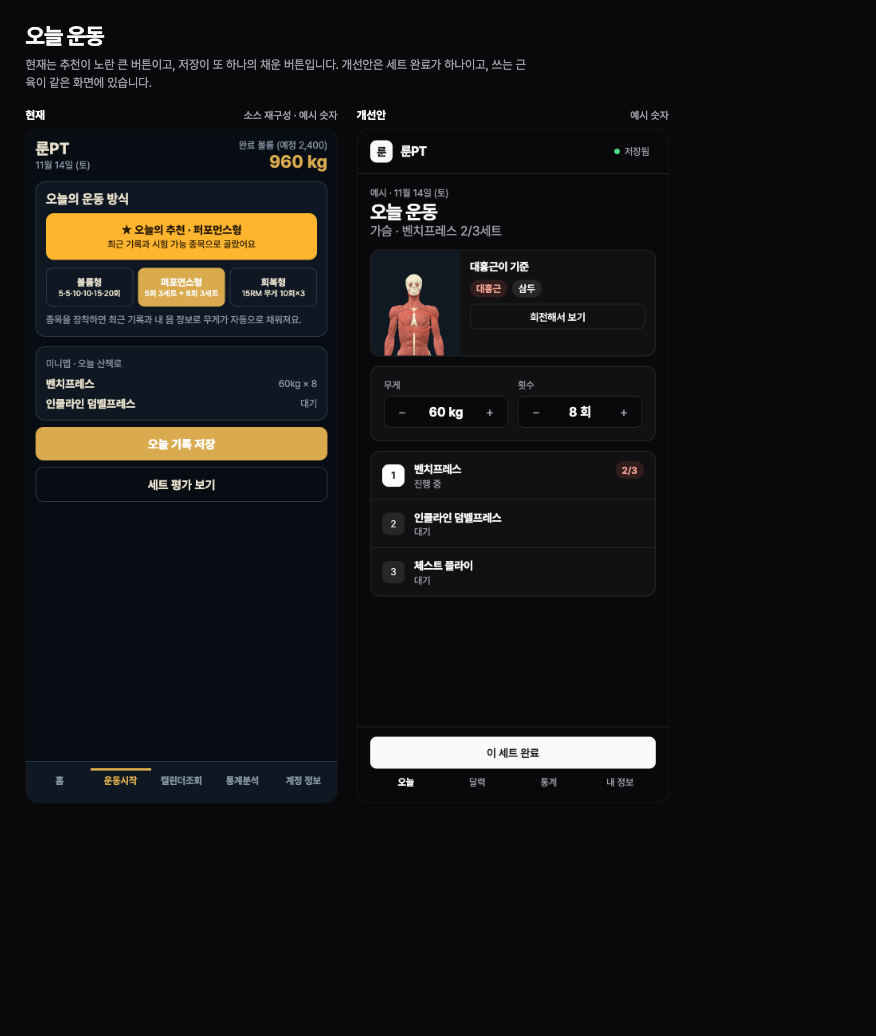 오늘 운동
현재는 추천이 노란 큰 버튼이고, 저장이 또 하나의 채운 버튼입니다. 개선안은 세트 완료가 하나이고, 쓰는 근
육이 같은 화면에 있습니다.
현재
소스 재구성 · 예시 숫자
룬PT
11월 14일 (토)
완료 볼륨 (예정 2,400)
960 kg
오늘의 운동 방식
★ 오늘의 추천 · 퍼포먼스형
최근 기록과 시험 가능 종목으로 골랐어요
볼륨형
5·5·10·10·15·20회
퍼포먼스형
5회 3세트 + 8회 3세트
회복형
15RM 무게 10회×3
종목을 장착하면 최근 기록과 내 몸 정보로 무게가 자동으로 채워져요.
미니맵 · 오늘 산책로
벤치프레스
60kg × 8
인클라인 덤벨프레스
대기
오늘 기록 저장
세트 평가 보기
홈
운동시작
캘린더조회
통계분석
계정 정보
개선안
예시 숫자
룬
룬PT
저장됨
예시 · 11월 14일 (토)
오늘 운동
가슴 · 벤치프레스 2/3세트
대흉근이 기준
대흉근
삼두
회전해서 보기
무게
− 60 kg +
횟수
− 8 회 +
1
벤치프레스
진행 중
2/3
2
인클라인 덤벨프레스
대기
3
체스트 플라이
대기
이 세트 완료
오늘
달력
통계
내 정보